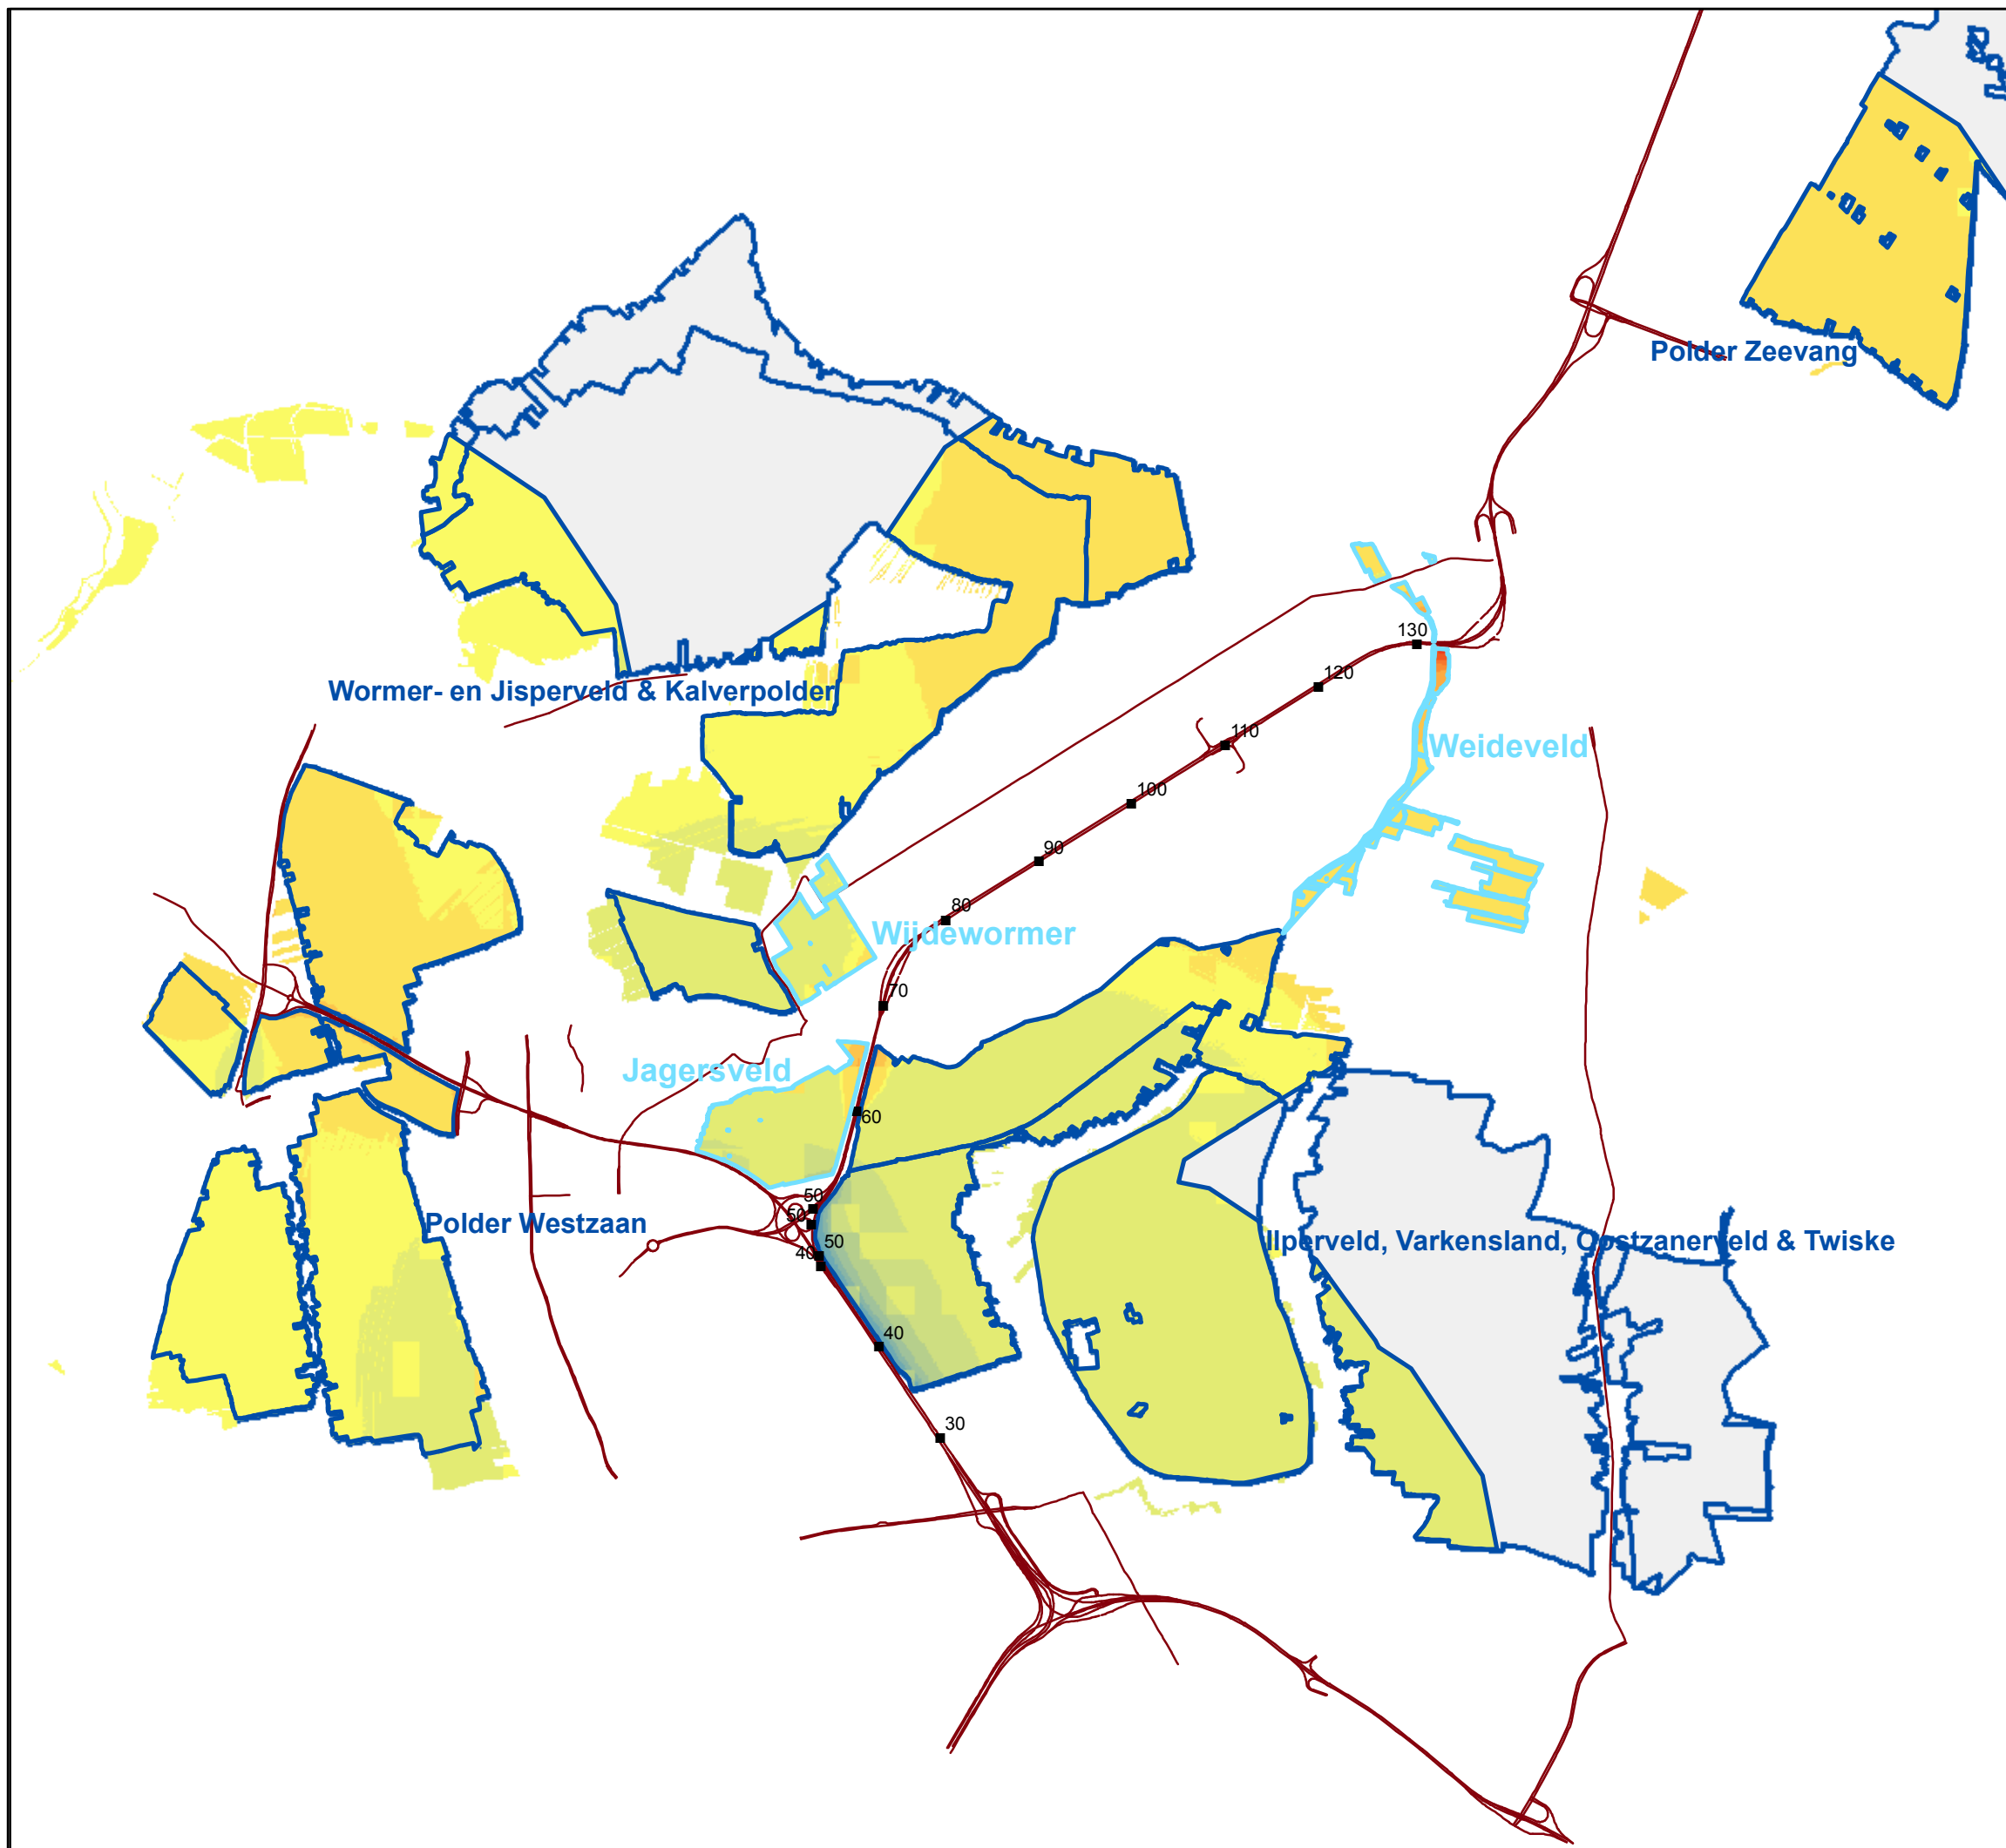 Polder Zeevang
130
120
Wormer- en Jisperveld & Kalverpolder
110
Weideveld
100
90
80
Wijdewormer
70
Jagersveld
60
50
50
Polder Westzaan
50
Ilperveld, Varkensland, Oostzanerveld & Twiske
40
40
30